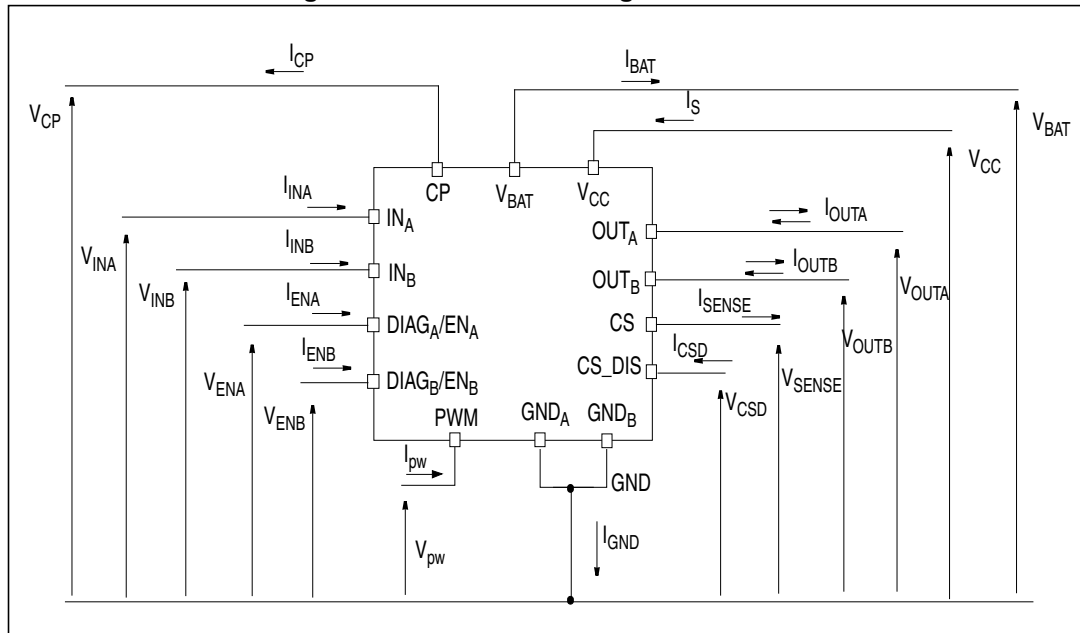 I_CP
I_BAT
I_S
V_CP
V_BAT
V_CC
CP
V_BAT
V_CC
I_INA
IN_A
V_INA
I_INB
IN_B
V_INB
I_ENA
DIAG_A/EN_A
V_ENA
I_ENB
DIAG_B/EN_B
V_ENB
PWM
GND_A
GND_B
OUT_A
I_OUTA
V_OUTA
OUT_B
I_OUTB
V_OUTB
CS
I_SENSE
V_SENSE
CS_DIS
I_CSD
V_CSD
I_pw
V_pw
GND
I_GND